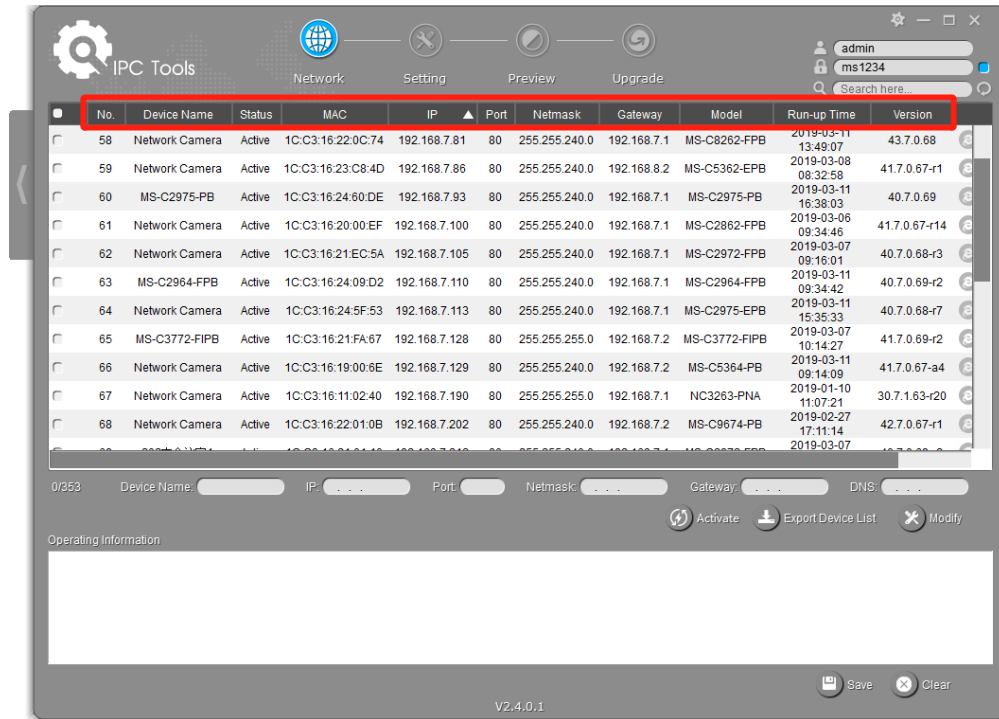 IPC Tools
Network Setting Preview Upgrade
admin
ms1234
Search here...
No. Device Name Status MAC IP Port Netmask Gateway Model Run-up Time Version
58 Network Camera Active 1C:C3:16:22:0C:74 192.168.7.81 80 255.255.240.0 192.168.7.1 MS-C8262-FPB 2019-03-11 13:49:07 43.7.0.68
59 Network Camera Active 1C:C3:16:23:C8:4D 192.168.7.86 80 255.255.240.0 192.168.8.2 MS-C5362-EPB 2019-03-08 08:32:58 41.7.0.67-r1
60 MS-C2975-PB Active 1C:C3:16:24:60:DE 192.168.7.93 80 255.255.240.0 192.168.7.1 MS-C2975-PB 2019-03-11 16:38:03 40.7.0.69
61 Network Camera Active 1C:C3:16:20:00:EF 192.168.7.100 80 255.255.240.0 192.168.7.1 MS-C2862-FPB 2019-03-06 09:34:46 41.7.0.67-r14
62 Network Camera Active 1C:C3:16:21:EC:5A 192.168.7.105 80 255.255.240.0 192.168.7.1 MS-C2972-FPB 2019-03-07 09:16:01 40.7.0.68-r3
63 MS-C2964-FPB Active 1C:C3:16:24:09:D2 192.168.7.110 80 255.255.240.0 192.168.7.1 MS-C2964-FPB 2019-03-11 09:34:42 40.7.0.69-r2
64 Network Camera Active 1C:C3:16:24:5F:53 192.168.7.113 80 255.255.240.0 192.168.7.1 MS-C2975-EPB 2019-03-11 15:35:33 40.7.0.68-r7
65 MS-C3772-FIPB Active 1C:C3:16:21:FA:67 192.168.7.128 80 255.255.255.0 192.168.7.2 MS-C3772-FIPB 2019-03-07 10:14:27 41.7.0.69-r2
66 Network Camera Active 1C:C3:16:19:00:6E 192.168.7.129 80 255.255.240.0 192.168.7.2 MS-C5364-PB 2019-03-11 09:14:09 41.7.0.67-a4
67 Network Camera Active 1C:C3:16:11:02:40 192.168.7.190 80 255.255.255.0 192.168.7.1 NC3263-PNA 2019-01-10 11:07:21 30.7.1.63-r20
68 Network Camera Active 1C:C3:16:22:01:0B 192.168.7.202 80 255.255.240.0 192.168.7.2 MS-C9674-PB 2019-02-27 17:11:14 42.7.0.67-r1
2019-03-07
0/353 Device Name: IP: . . . Port: Netmask: . . . Gateway: . . . DNS: . . .
Activate Export Device List Modify
Operating Information
Save Clear
V2.4.0.1